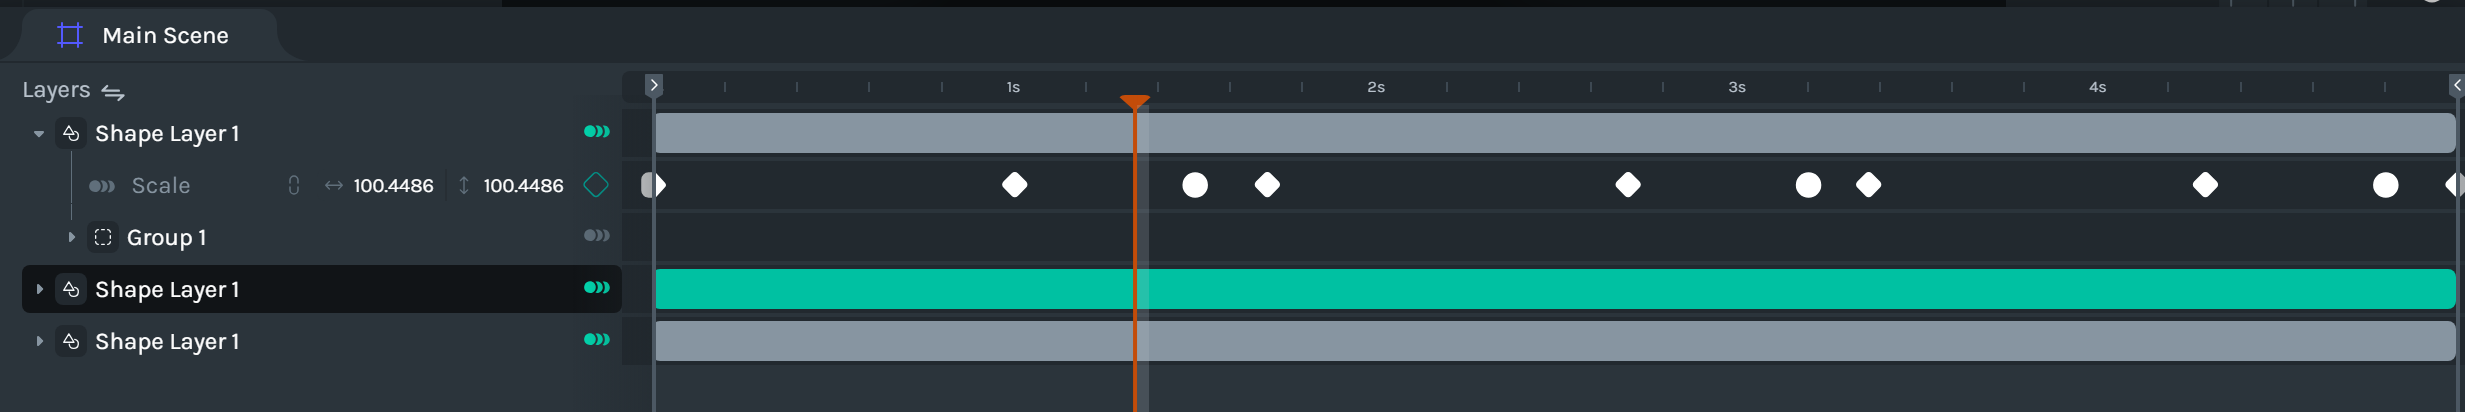 Main Scene
Layers
1s 2s 3s 4s
Shape Layer 1
Scale 100.4486 100.4486
Group 1
Shape Layer 1
Shape Layer 1